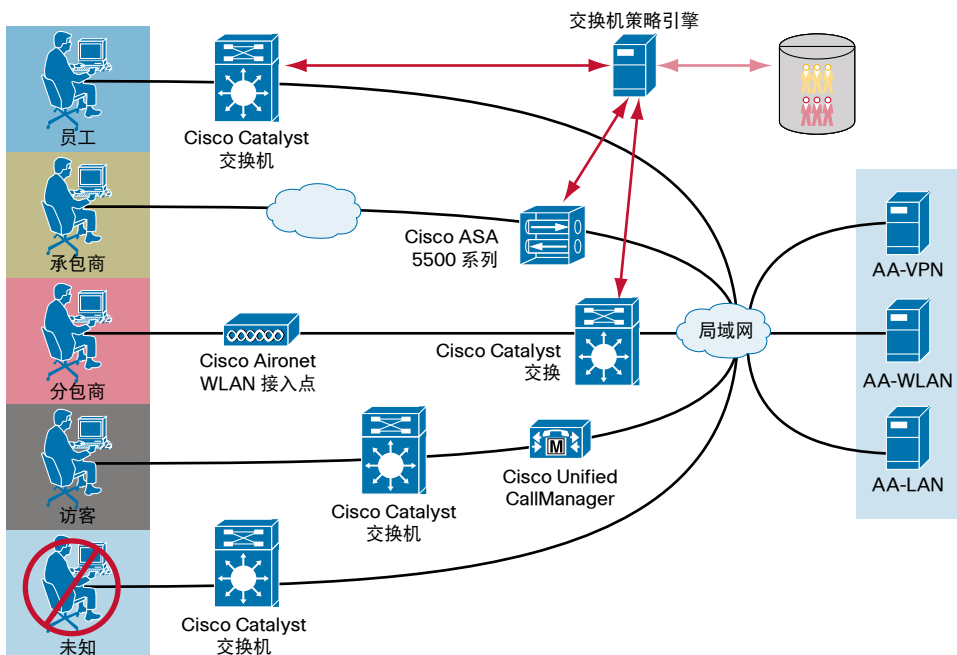 交换机策略引擎
员工
Cisco Catalyst
交换机
承包商
Cisco ASA
5500 系列
AA-VPN
分包商
Cisco Aironet
WLAN 接入点
Cisco Catalyst
交换
局域网
AA-WLAN
访客
Cisco Catalyst
交换机
M
Cisco Unified
CallManager
AA-LAN
未知
Cisco Catalyst
交换机